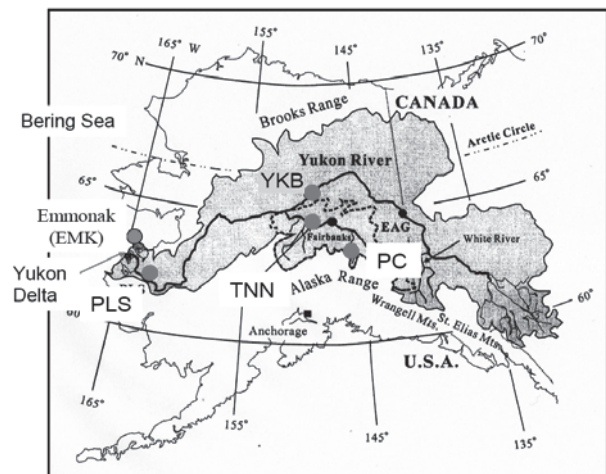 155°
145°
135°
165° W
70° N
70°
Brooks Range
CANADA
Bering Sea
Arctic Circle
Yukon River
65°
YKB
65°
Emmonak
(EMK)
EAG
White River
Fairbanks
Yukon
Delta
PC
PLS
TNN
Alaska Range
60°
60
Wrangell Mts.
St. Elias Mts.
Anchorage
U.S.A.
165°
155°
145°
135°